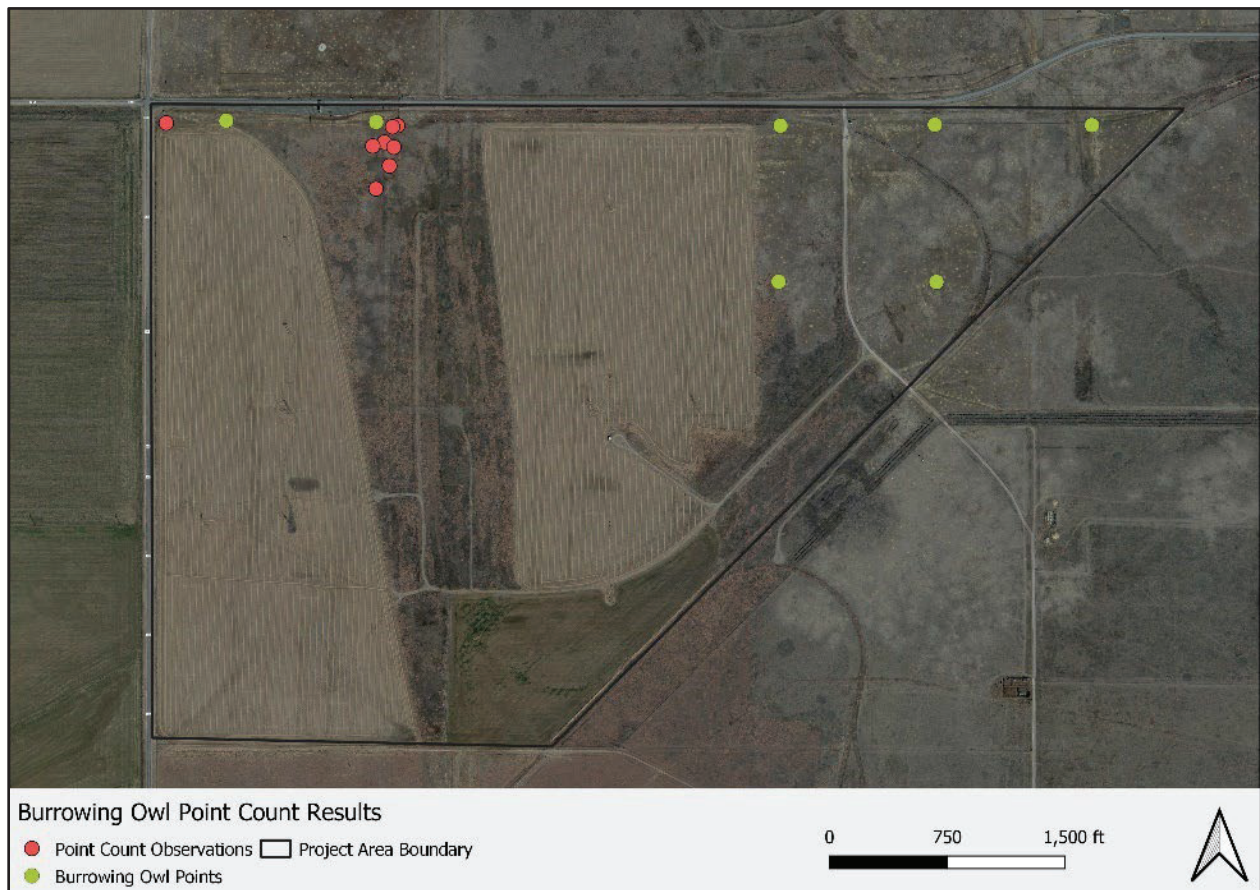 Burrowing Owl Point Count Results
Point Count Observations Project Area Boundary
Burrowing Owl Points
0 750 1,500 ft